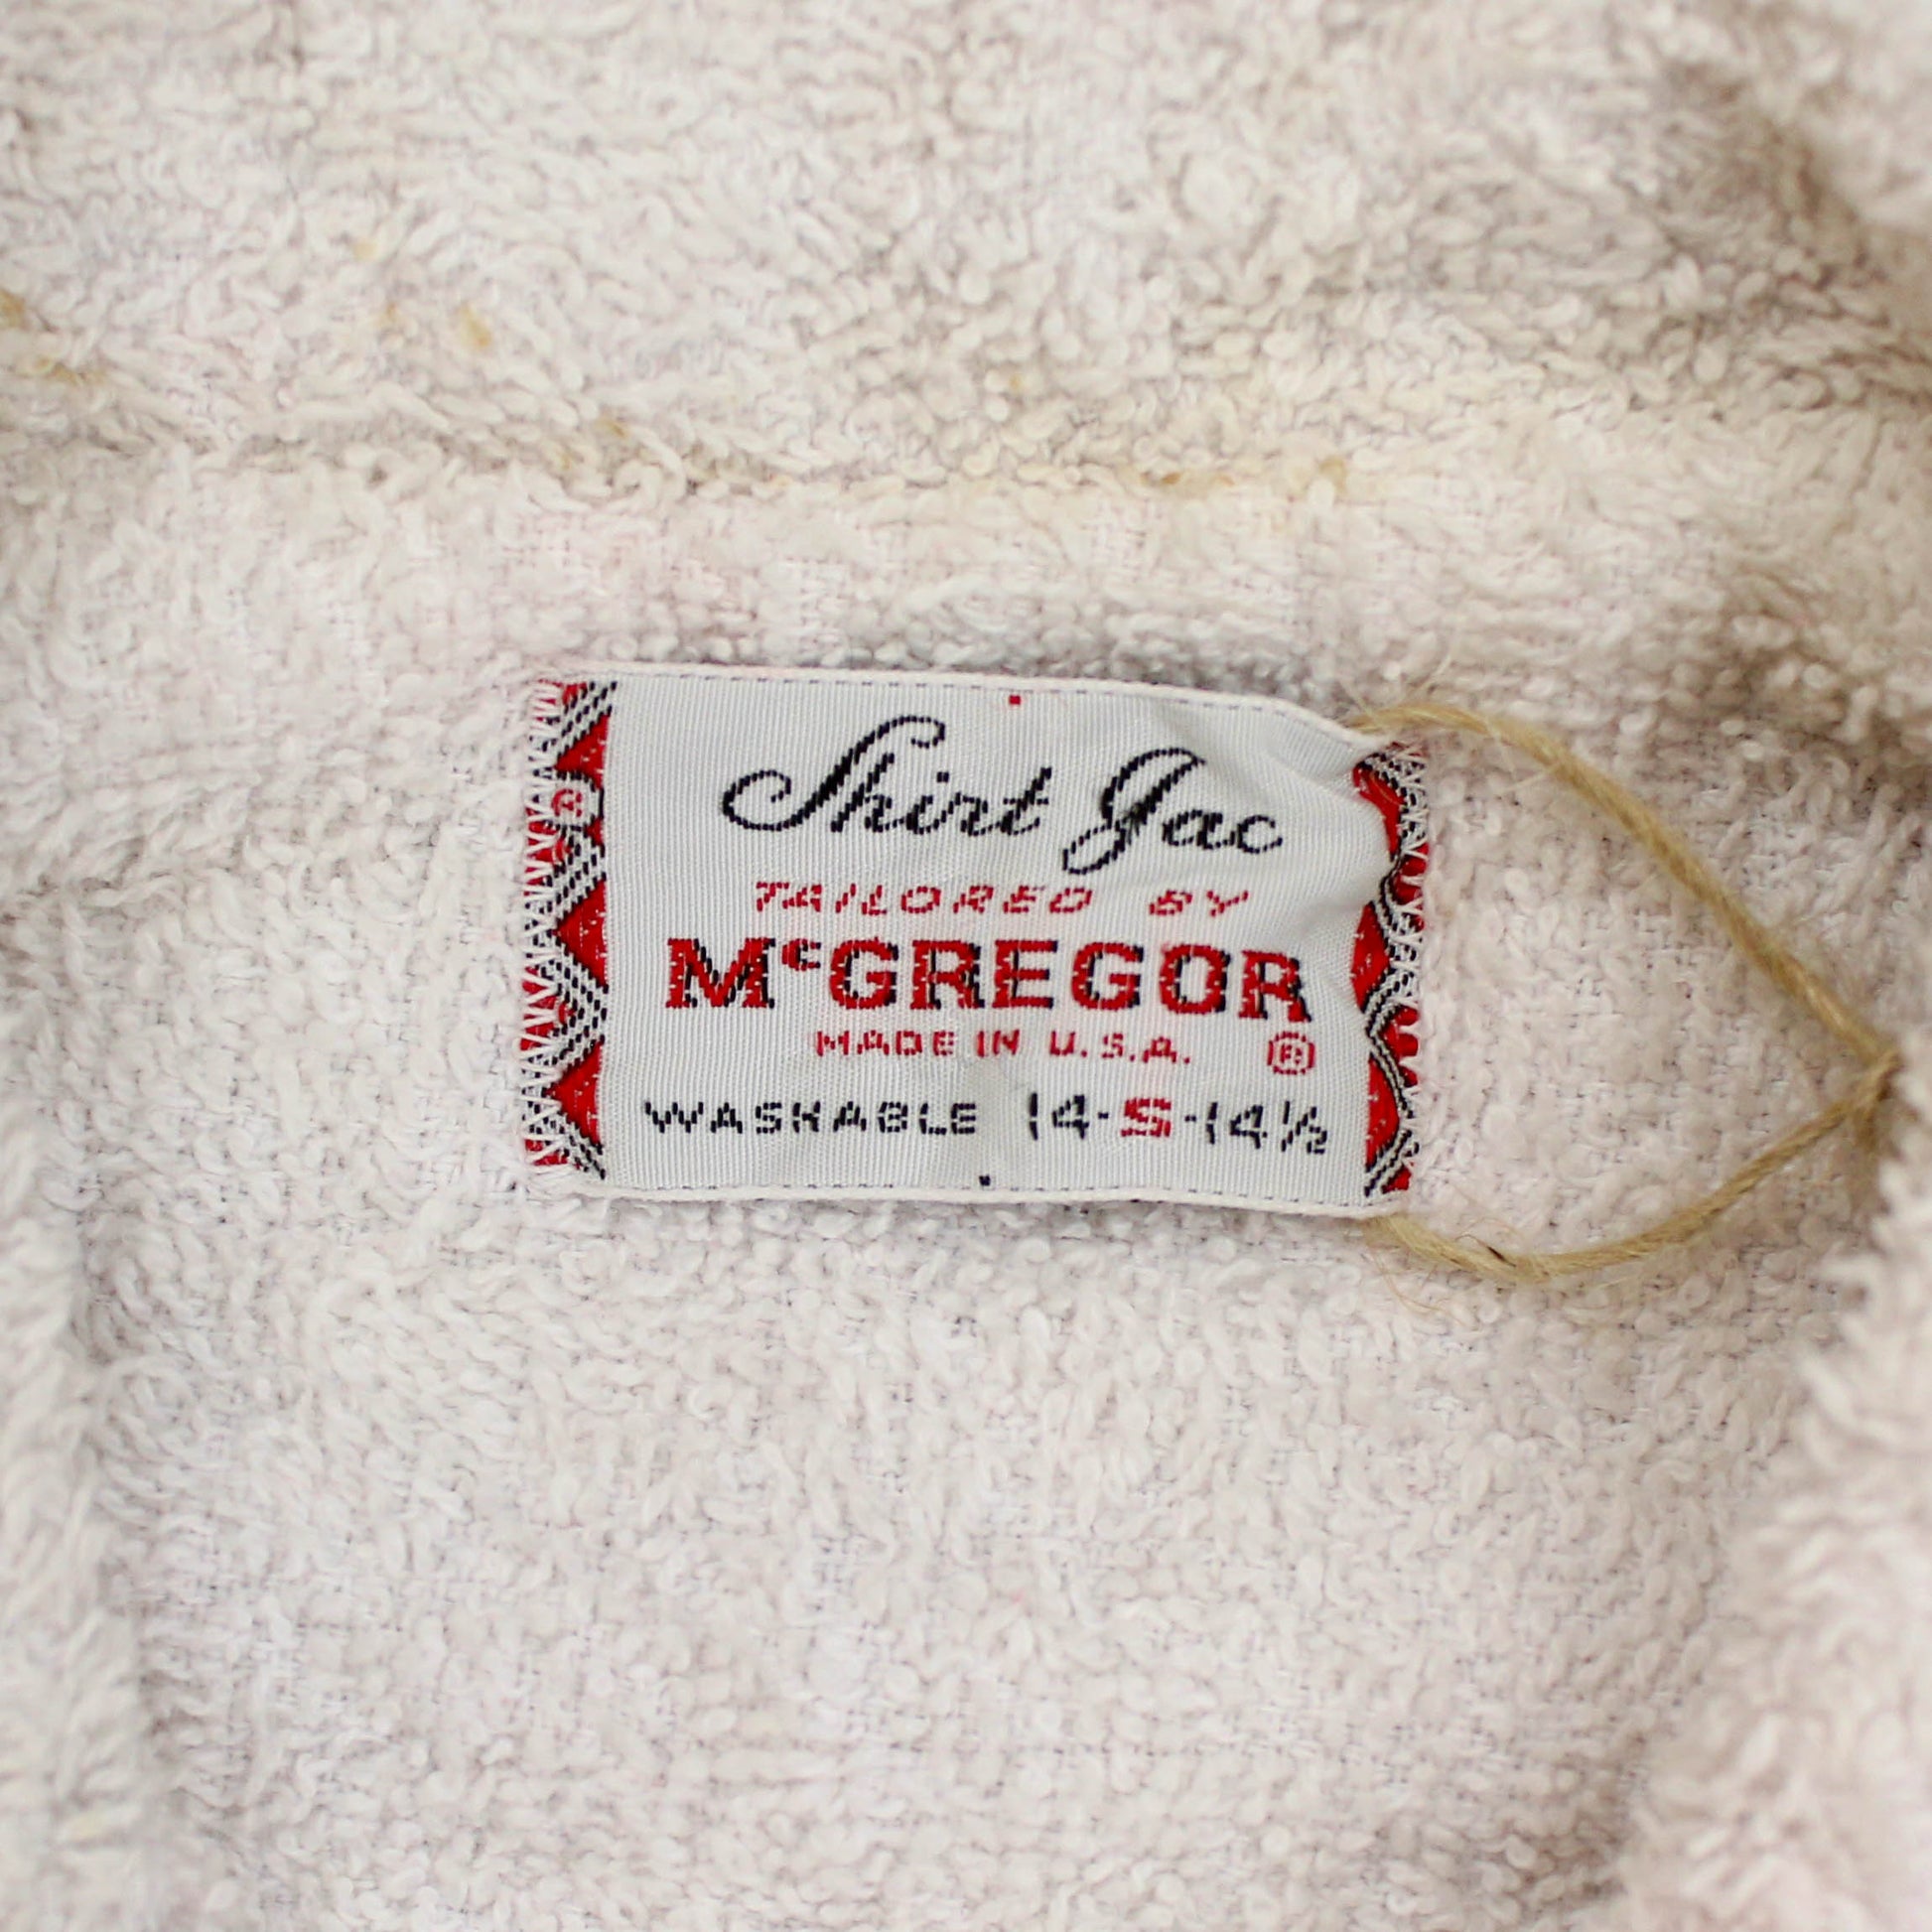 Shirt Jac
TAILORED BY
McGREGOR
MADE IN U.S.A. ®
WASHABLE 14-S-14½
®